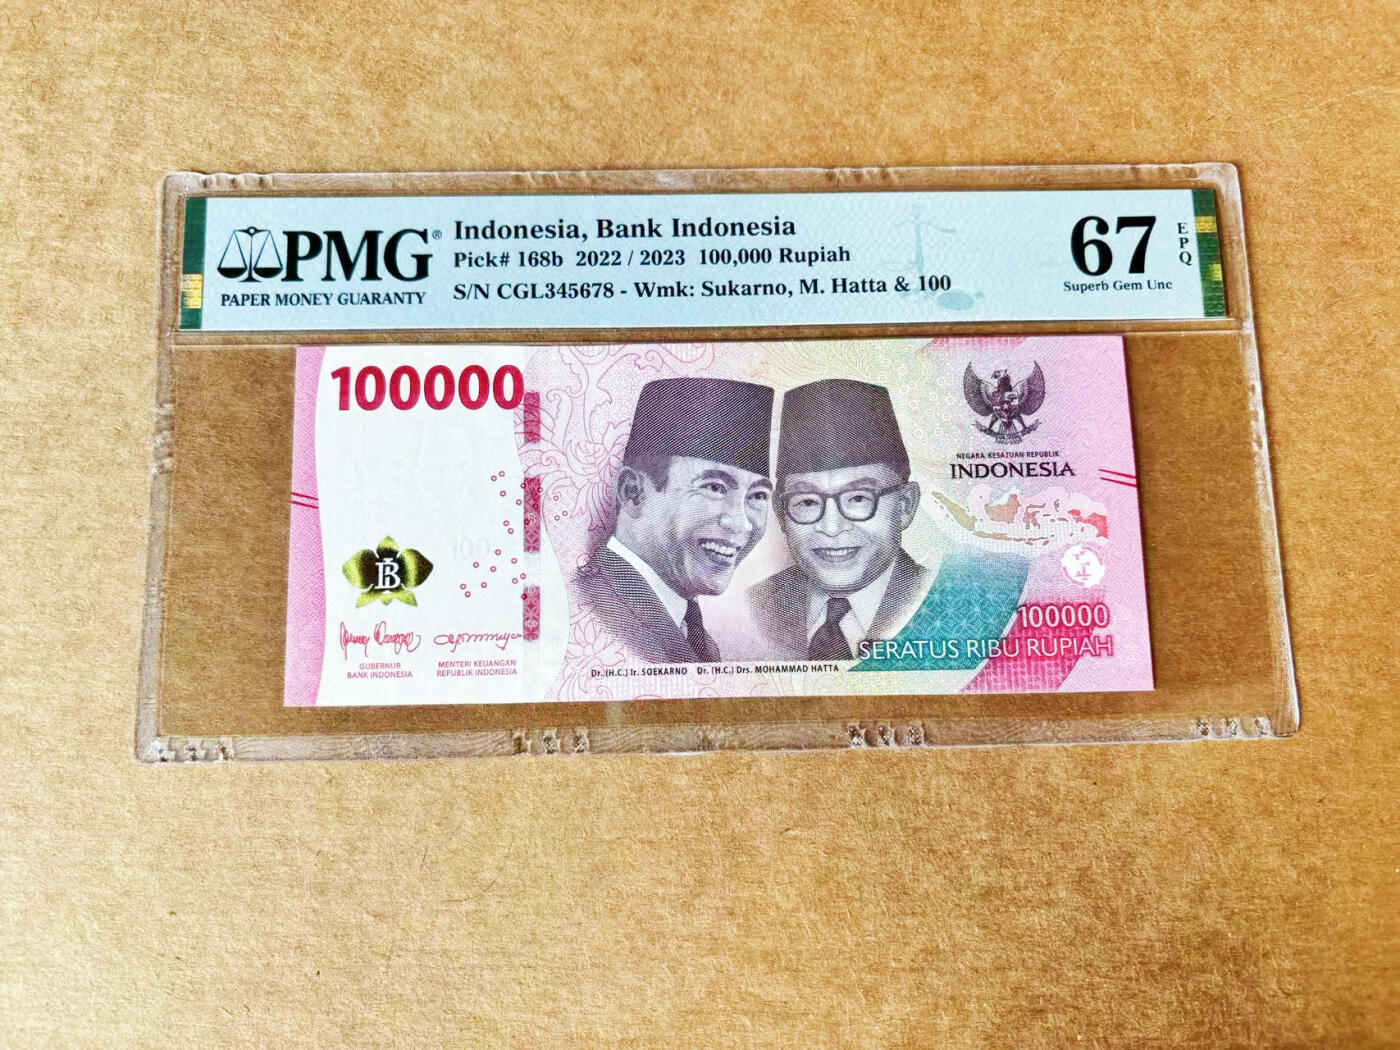 PMG®
PAPER MONEY GUARANTY
Indonesia, Bank Indonesia
Pick# 168b 2022 / 2023 100,000 Rupiah
S/N CGL345678 - Wmk: Sukarno, M. Hatta & 100
67
EPQ
Superb Gem Unc
100000
NEGARA KESATUAN REPUBLIK
INDONESIA
100
BI
GUBERNUR
BANK INDONESIA
MENTERI KEUANGAN
REPUBLIK INDONESIA
Dr. (H.C.) Ir. SOEKARNO Dr. (H.C.) Drs. MOHAMMAD HATTA
100000
SERATUS RIBU RUPIAH